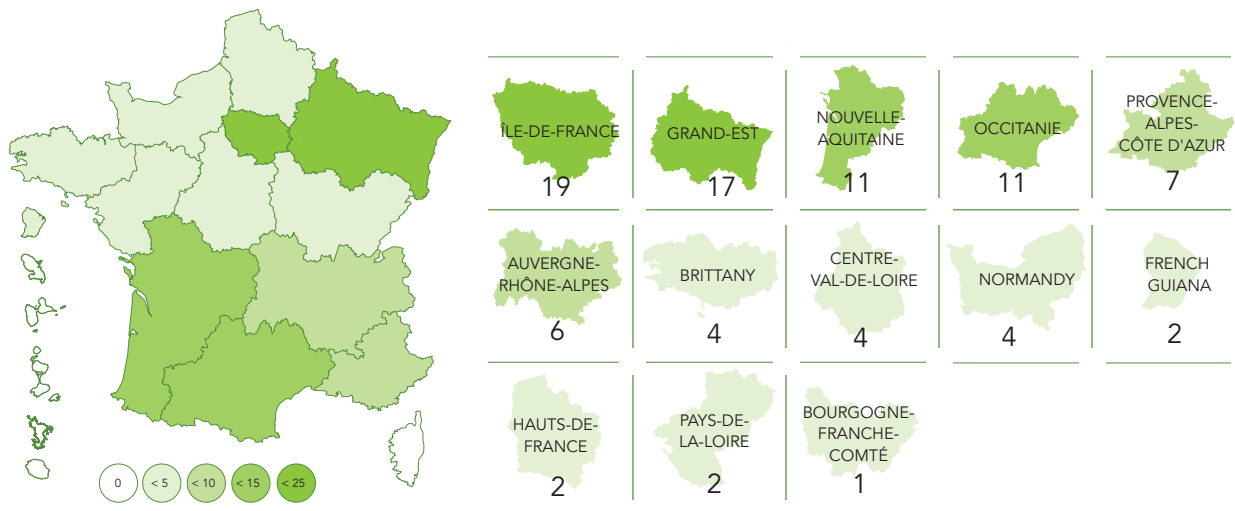 ÎLE-DE-FRANCE
19
GRAND-EST
17
NOUVELLE-
AQUITAINE
11
OCCITANIE
11
PROVENCE-
ALPES-
CÔTE D'AZUR
7
AUVERGNE-
RHÔNE-ALPES
6
BRITTANY
4
CENTRE-
VAL-DE-LOIRE
4
NORMANDY
4
FRENCH
GUIANA
2
HAUTS-DE-
FRANCE
2
PAYS-DE-
LA-LOIRE
2
BOURGOGNE-
FRANCHE-
COMTÉ
1
0
< 5
< 10
< 15
< 25